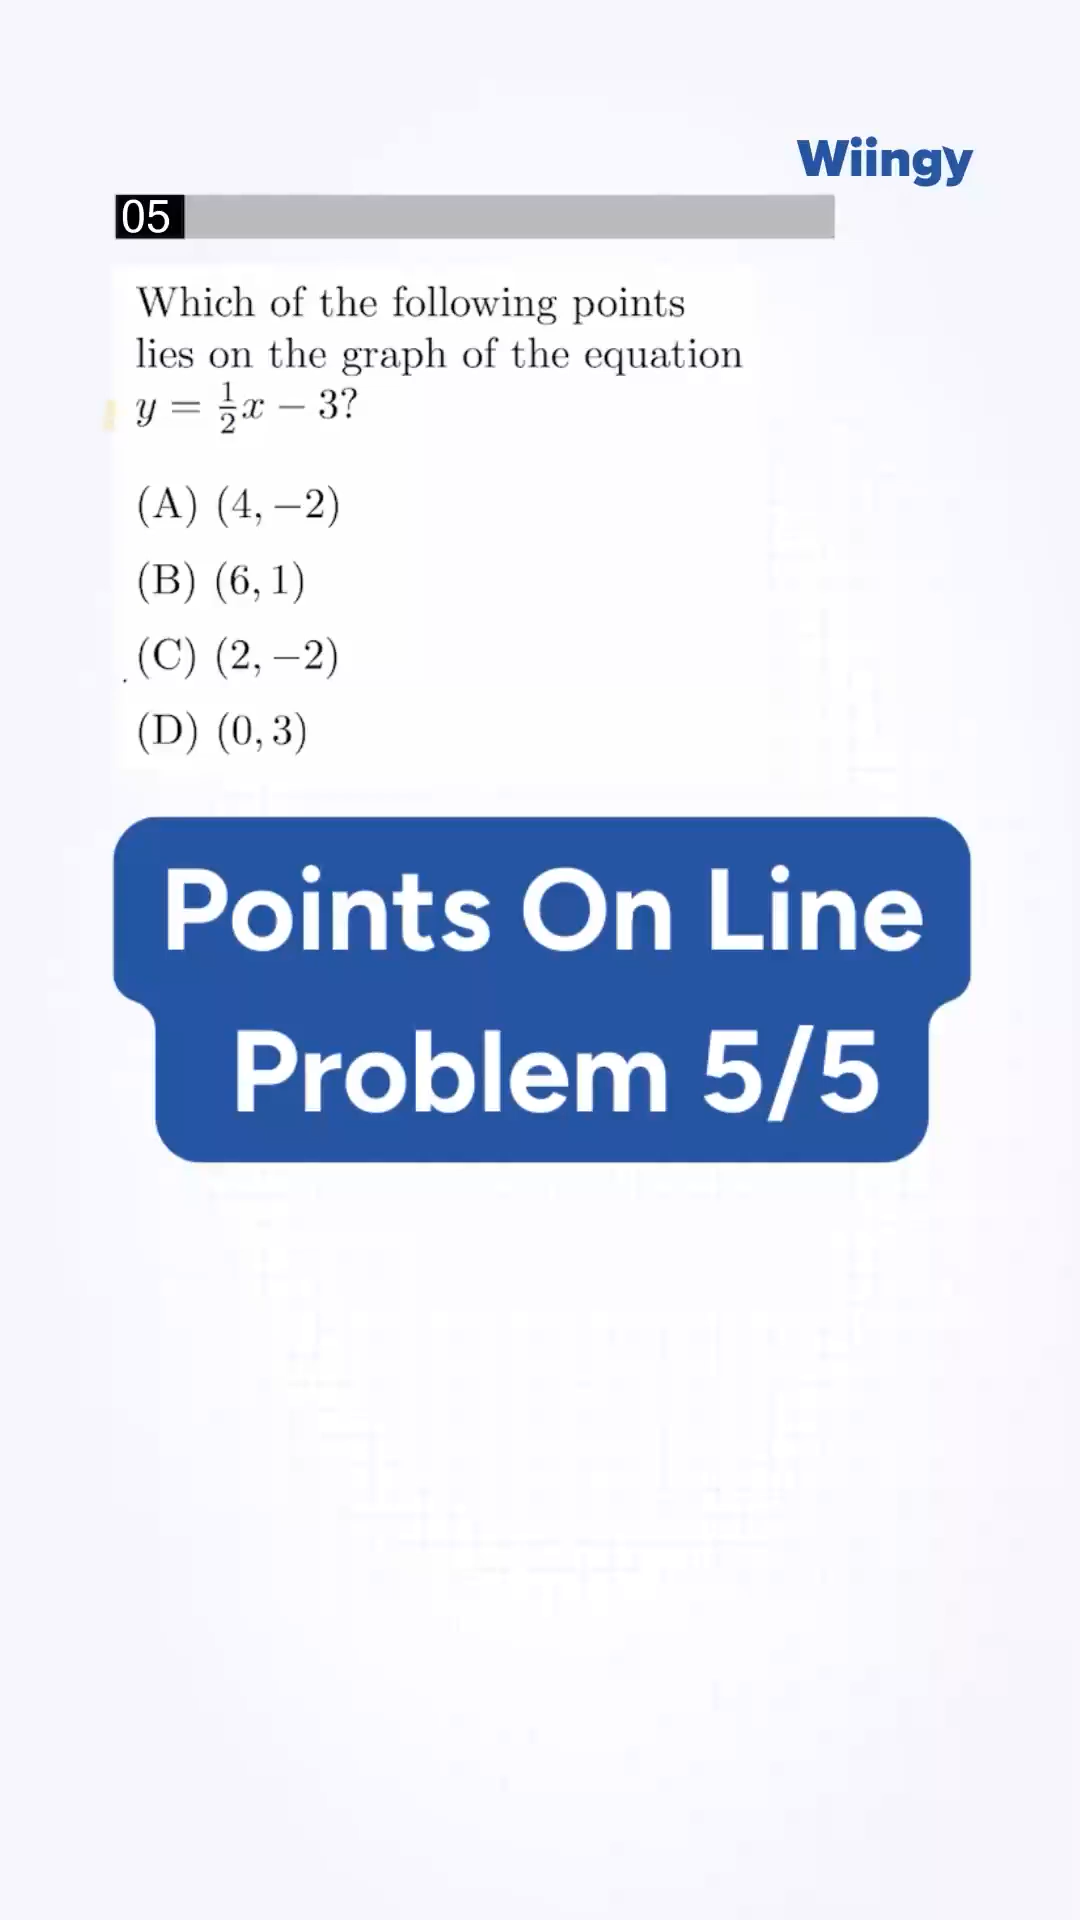 Wiingy
05
Which of the following points
lies on the graph of the equation
y = ½x − 3?
(A) (4, −2)
(B) (6, 1)
(C) (2, −2)
(D) (0, 3)
Points On Line
Problem 5/5